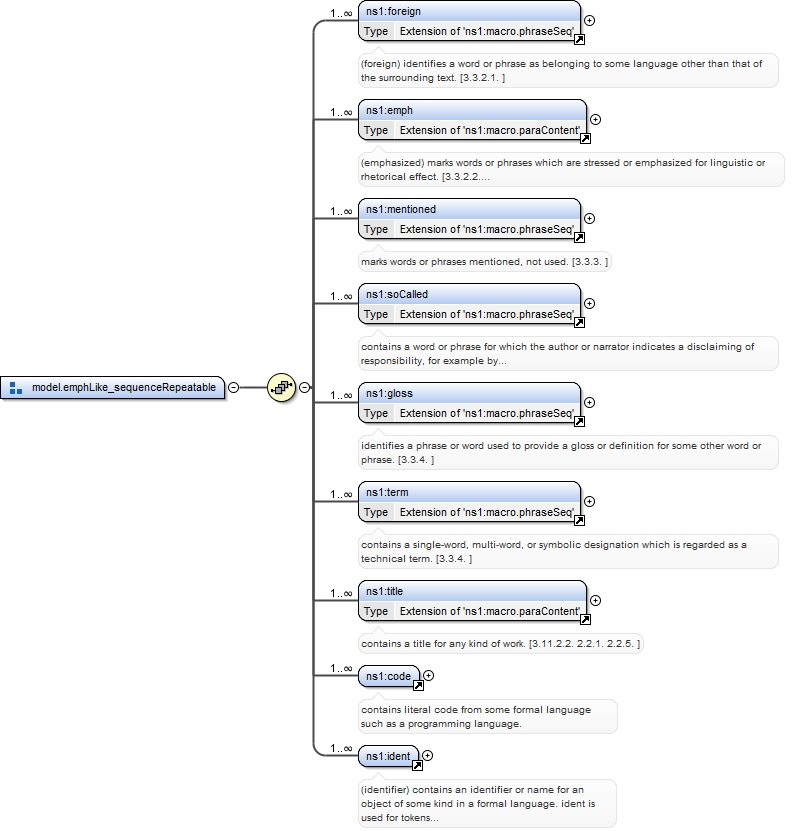 1..∞
ns1:foreign
Type Extension of 'ns1:macro.phraseSeq'
(foreign) identifies a word or phrase as belonging to some language other than that of
the surrounding text. [3.3.2.1. ]
1..∞
ns1:emph
Type Extension of 'ns1:macro.paraContent'
(emphasized) marks words or phrases which are stressed or emphasized for linguistic or
rhetorical effect. [3.3.2.2....
1..∞
ns1:mentioned
Type Extension of 'ns1:macro.phraseSeq'
marks words or phrases mentioned, not used. [3.3.3. ]
1..∞
ns1:soCalled
Type Extension of 'ns1:macro.phraseSeq'
contains a word or phrase for which the author or narrator indicates a disclaiming of
responsibility, for example by...
model.emphLike_sequenceRepeatable
1..∞
ns1:gloss
Type Extension of 'ns1:macro.phraseSeq'
identifies a phrase or word used to provide a gloss or definition for some other word or
phrase. [3.3.4. ]
1..∞
ns1:term
Type Extension of 'ns1:macro.phraseSeq'
contains a single-word, multi-word, or symbolic designation which is regarded as a
technical term. [3.3.4. ]
1..∞
ns1:title
Type Extension of 'ns1:macro.paraContent'
contains a title for any kind of work. [3.11.2.2. 2.2.1. 2.2.5. ]
1..∞
ns1:code
contains literal code from some formal language
such as a programming language.
1..∞
ns1:ident
(identifier) contains an identifier or name for an
object of some kind in a formal language. ident is
used for tokens...